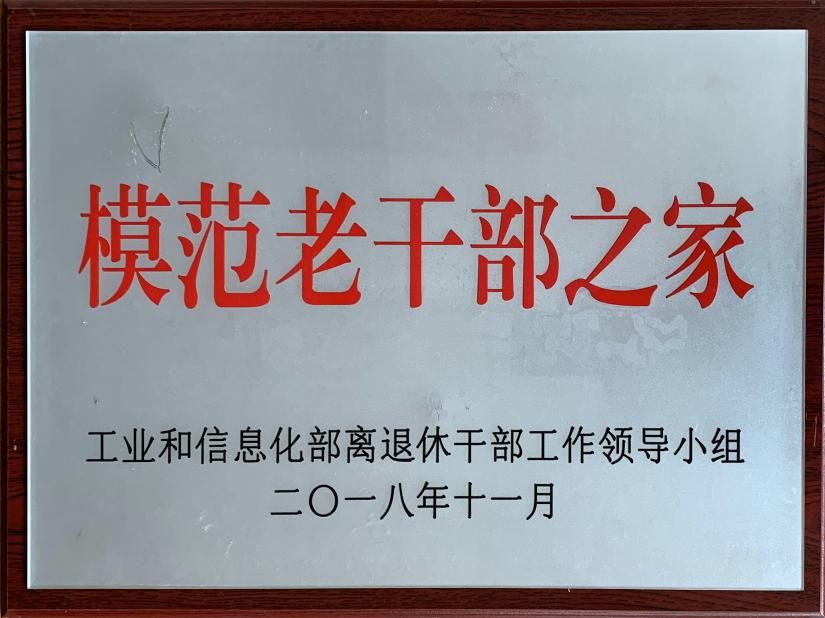 模范老干部之家
工业和信息化部离退休干部工作领导小组
二〇一八年十一月